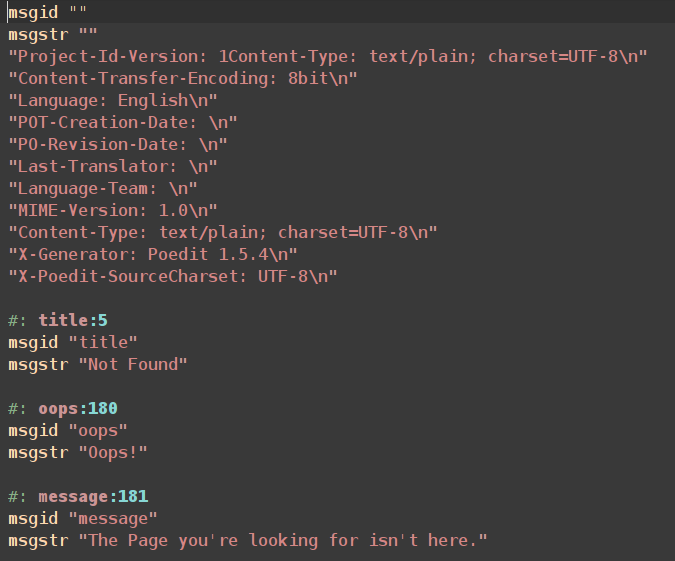 msgid ""
msgstr ""
"Project-Id-Version: 1Content-Type: text/plain; charset=UTF-8\n"
"Content-Transfer-Encoding: 8bit\n"
"Language: English\n"
"POT-Creation-Date: \n"
"PO-Revision-Date: \n"
"Last-Translator: \n"
"Language-Team: \n"
"MIME-Version: 1.0\n"
"Content-Type: text/plain; charset=UTF-8\n"
"X-Generator: Poedit 1.5.4\n"
"X-Poedit-SourceCharset: UTF-8\n"

#: title:5
msgid "title"
msgstr "Not Found"

#: oops:180
msgid "oops"
msgstr "Oops!"

#: message:181
msgid "message"
msgstr "The Page you're looking for isn't here."